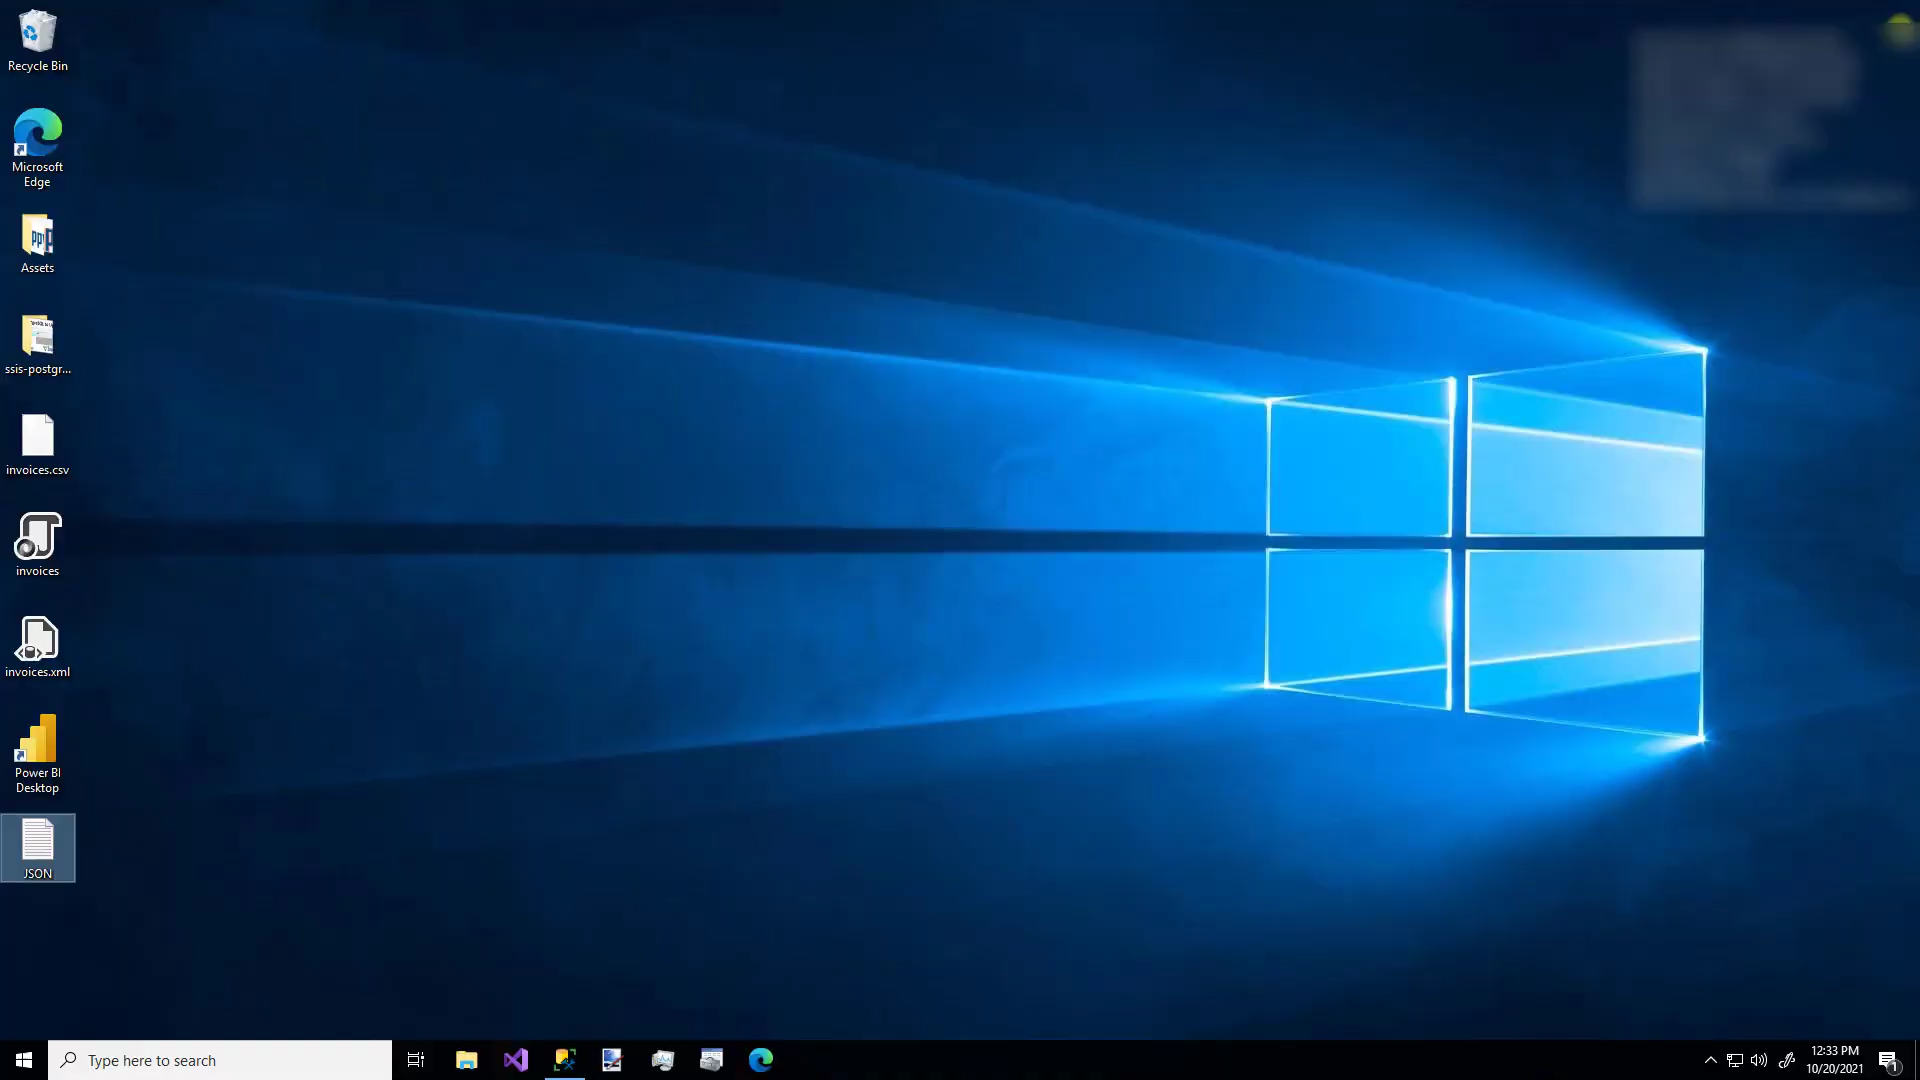 Recycle Bin
Microsoft
Edge
Assets
ssis-postgr...
invoices.csv
invoices
invoices.xml
Power BI
Desktop
JSON
Type here to search
12:33 PM
10/20/2021
1